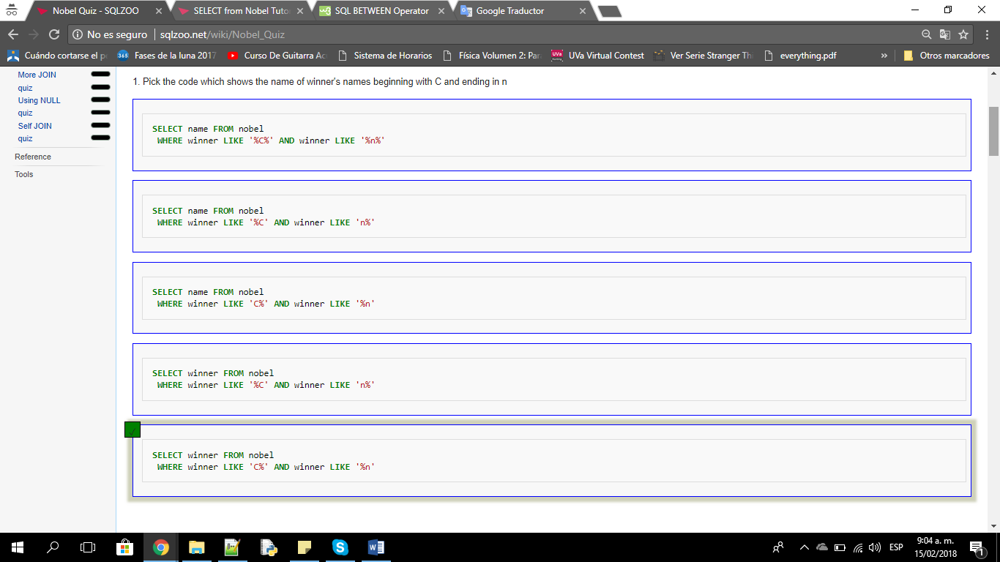 Nobel Quiz - SQLZOO
SELECT from Nobel Tuto
SQL BETWEEN Operator
Google Traductor
No es seguro
sqlzoo.net/wiki/Nobel_Quiz
Cuándo cortarse el pe
Fases de la luna 2017
Curso De Guitarra Ac
Sistema de Horarios
Física Volumen 2: Par
UVa Virtual Contest
Ver Serie Stranger Thi
everything.pdf
»
Otros marcadores
More JOIN
quiz
Using NULL
quiz
Self JOIN
quiz
Reference
Tools
1. Pick the code which shows the name of winner's names beginning with C and ending in n
SELECT name FROM nobel
WHERE winner LIKE '%C%' AND winner LIKE '%n%'
SELECT name FROM nobel
WHERE winner LIKE '%C' AND winner LIKE 'n%'
SELECT name FROM nobel
WHERE winner LIKE 'C%' AND winner LIKE '%n'
SELECT winner FROM nobel
WHERE winner LIKE '%C' AND winner LIKE 'n%'
SELECT winner FROM nobel
WHERE winner LIKE 'C%' AND winner LIKE '%n'
ESP
9:04 a. m.
15/02/2018
1